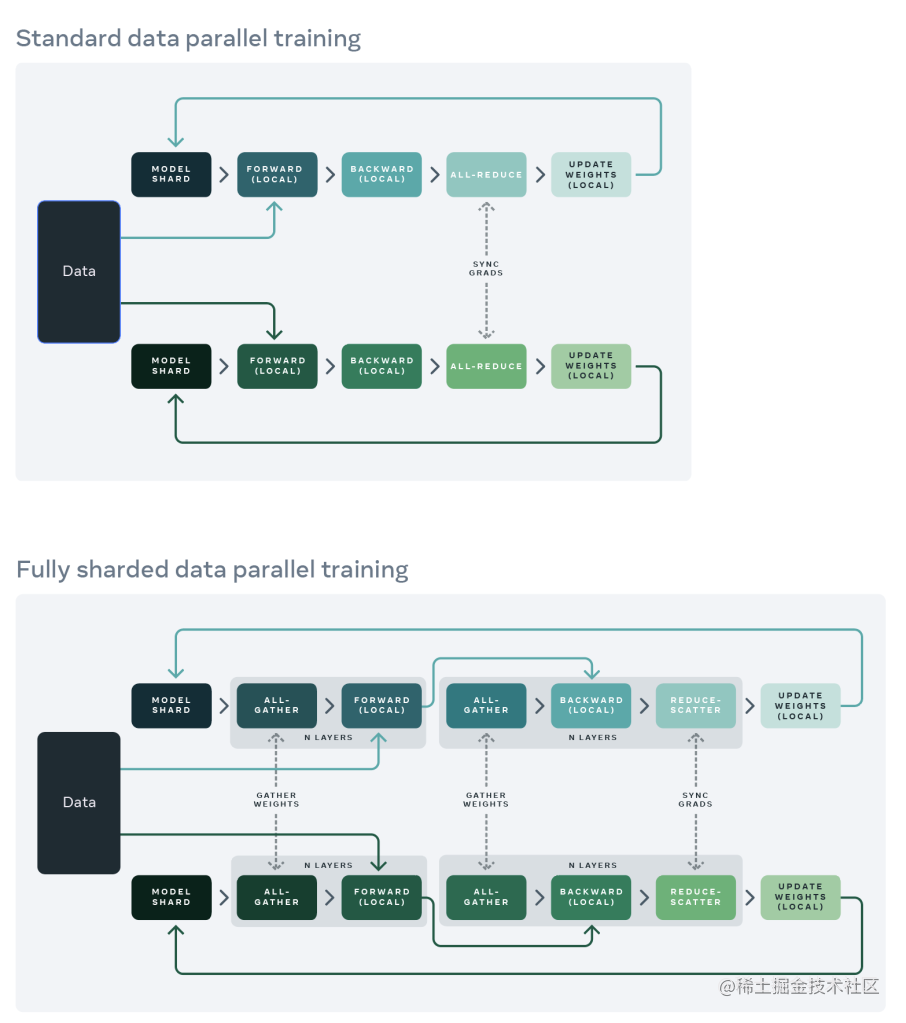 Standard data parallel training
MODEL
SHARD
FORWARD
(LOCAL)
BACKWARD
(LOCAL)
ALL-REDUCE
UPDATE
WEIGHTS
(LOCAL)
Data
SYNC
GRADS
MODEL
SHARD
FORWARD
(LOCAL)
BACKWARD
(LOCAL)
ALL-REDUCE
UPDATE
WEIGHTS
(LOCAL)
Fully sharded data parallel training
MODEL
SHARD
ALL-
GATHER
FORWARD
(LOCAL)
N LAYERS
ALL-
GATHER
BACKWARD
(LOCAL)
REDUCE-
SCATTER
N LAYERS
UPDATE
WEIGHTS
(LOCAL)
Data
GATHER
WEIGHTS
GATHER
WEIGHTS
SYNC
GRADS
MODEL
SHARD
N LAYERS
ALL-
GATHER
FORWARD
(LOCAL)
N LAYERS
ALL-
GATHER
BACKWARD
(LOCAL)
REDUCE-
SCATTER
UPDATE
WEIGHTS
(LOCAL)
@稀土掘金技术社区